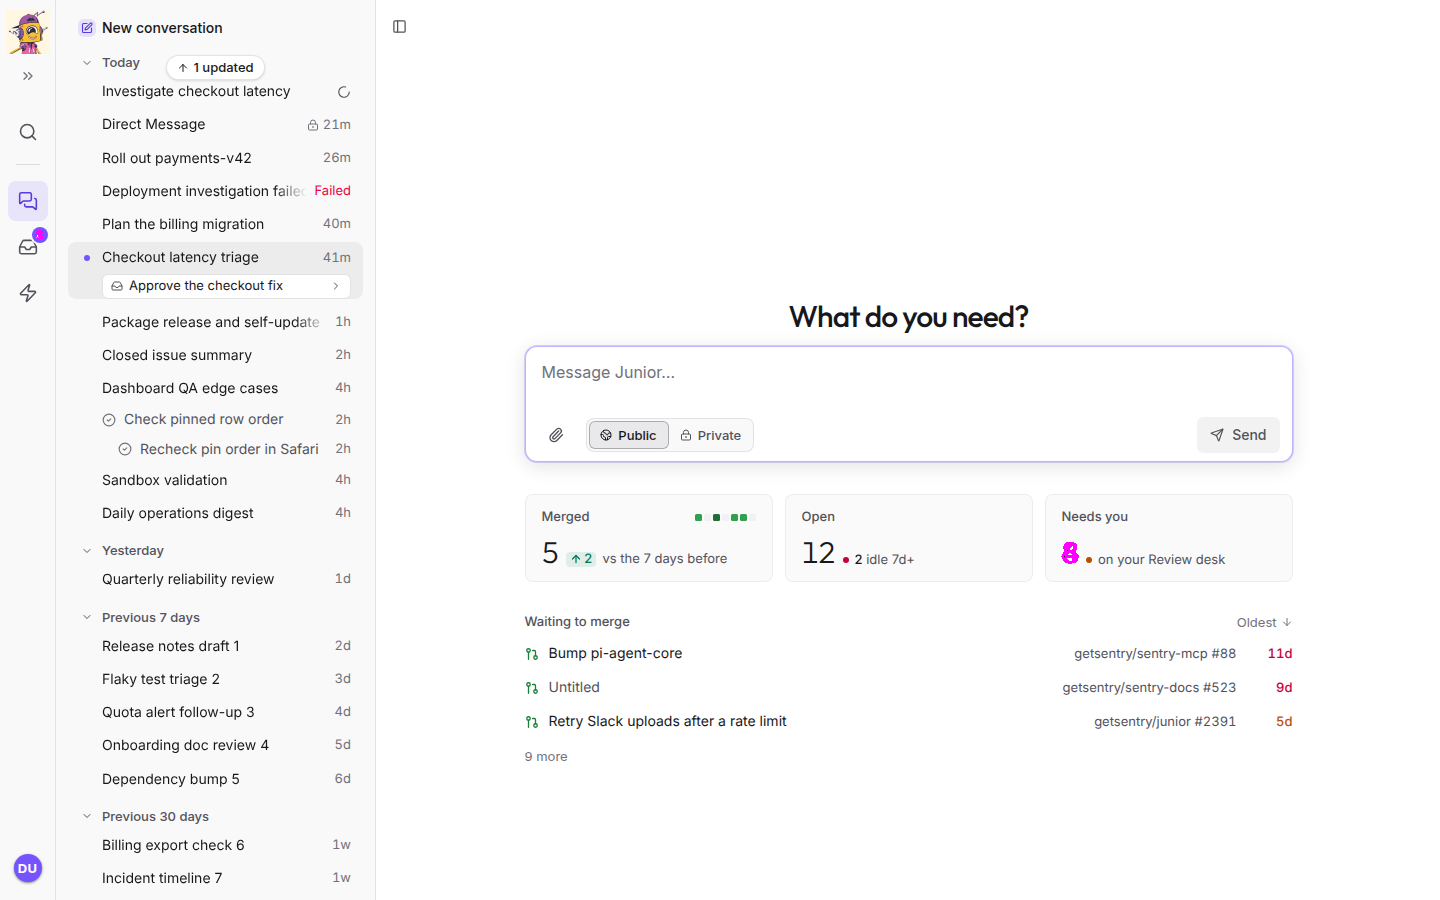 New conversation
Today
1 updated
Investigate checkout latency
Direct Message 21m
Roll out payments-v42 26m
Deployment investigation failed Failed
Plan the billing migration 40m
Checkout latency triage 41m
Approve the checkout fix
Package release and self-update 1h
Closed issue summary 2h
Dashboard QA edge cases 4h
Check pinned row order 2h
Recheck pin order in Safari 2h
Sandbox validation 4h
Daily operations digest 4h
Yesterday
Quarterly reliability review 1d
Previous 7 days
Release notes draft 1 2d
Flaky test triage 2 3d
Quota alert follow-up 3 4d
Onboarding doc review 4 5d
Dependency bump 5 6d
Previous 30 days
Billing export check 6 1w
Incident timeline 7 1w
DU
What do you need?
Message Junior...
Public
Private
Send
Merged
5 2 vs the 7 days before
Open
12 2 idle 7d+
Needs you
on your Review desk
Waiting to merge Oldest
Bump pi-agent-core getsentry/sentry-mcp #88 11d
Untitled getsentry/sentry-docs #523 9d
Retry Slack uploads after a rate limit getsentry/junior #2391 5d
9 more